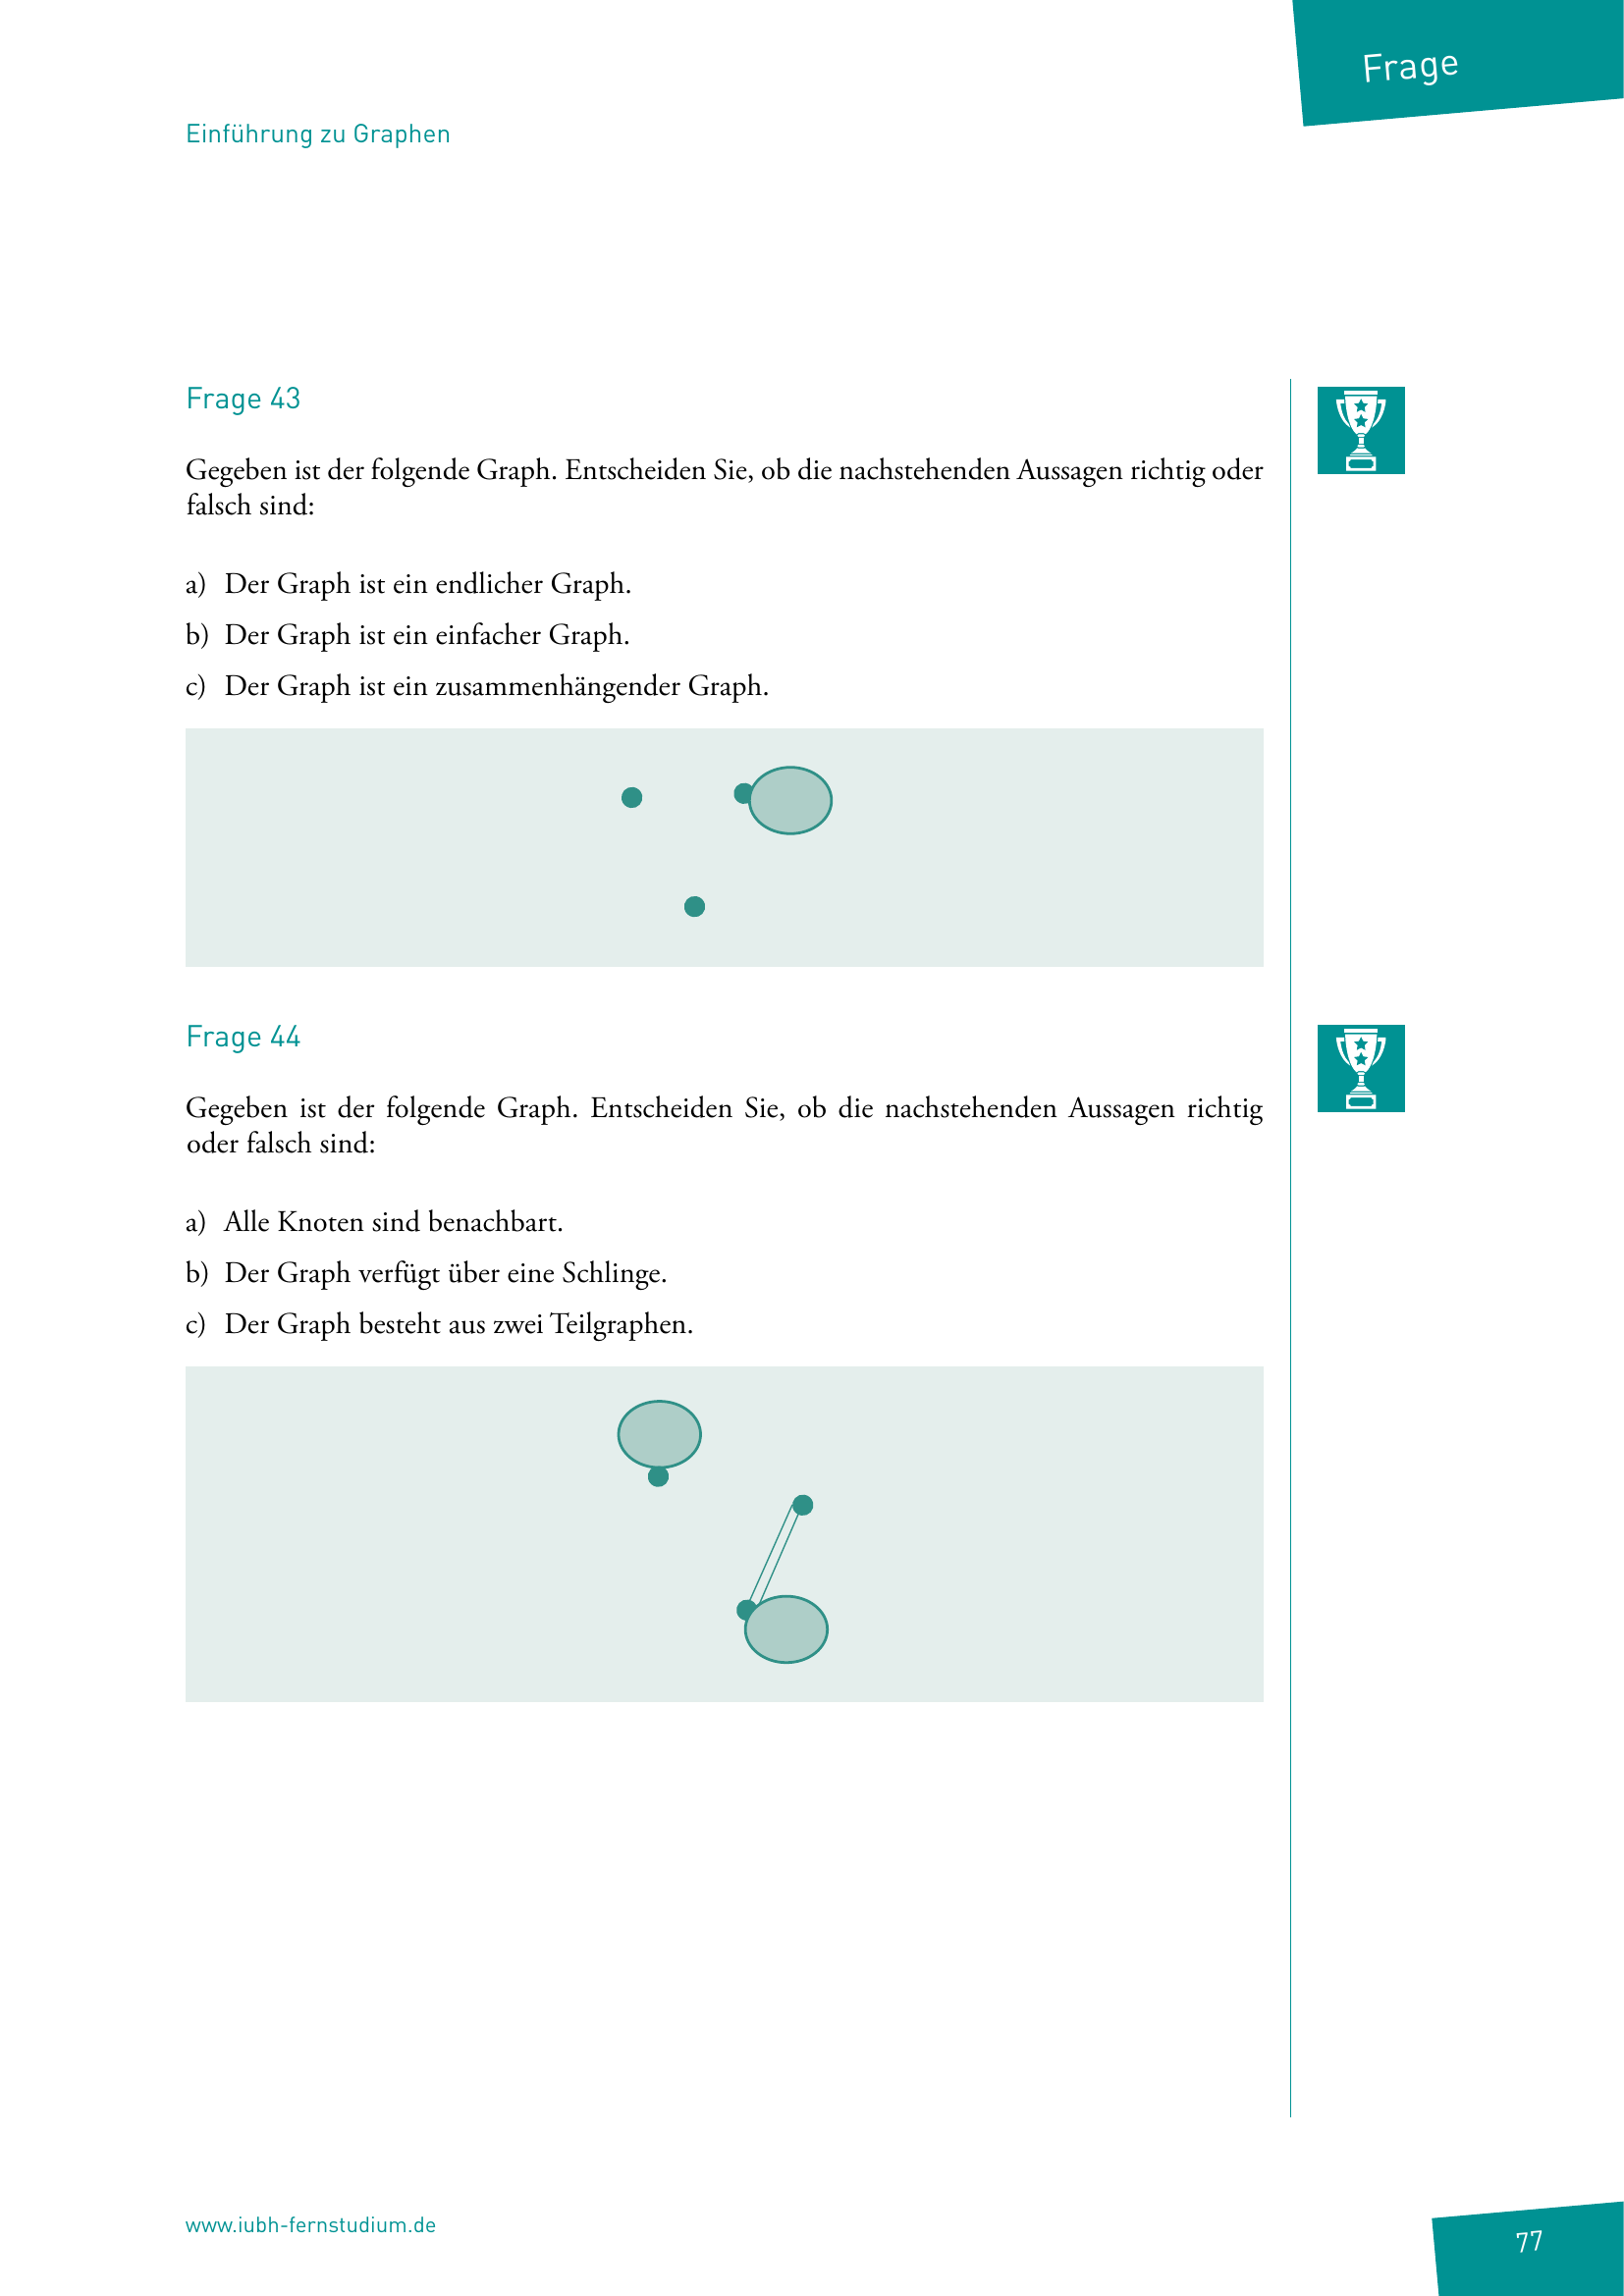 Frage
Einführung zu Graphen
Frage 43
Gegeben ist der folgende Graph. Entscheiden Sie, ob die nachstehenden Aussagen richtig oder
falsch sind:
a) Der Graph ist ein endlicher Graph.
b) Der Graph ist ein einfacher Graph.
c) Der Graph ist ein zusammenhängender Graph.
Frage 44
Gegeben ist der folgende Graph. Entscheiden Sie, ob die nachstehenden Aussagen richtig
oder falsch sind:
a) Alle Knoten sind benachbart.
b) Der Graph verfügt über eine Schlinge.
c) Der Graph besteht aus zwei Teilgraphen.
www.iubh-fernstudium.de
77